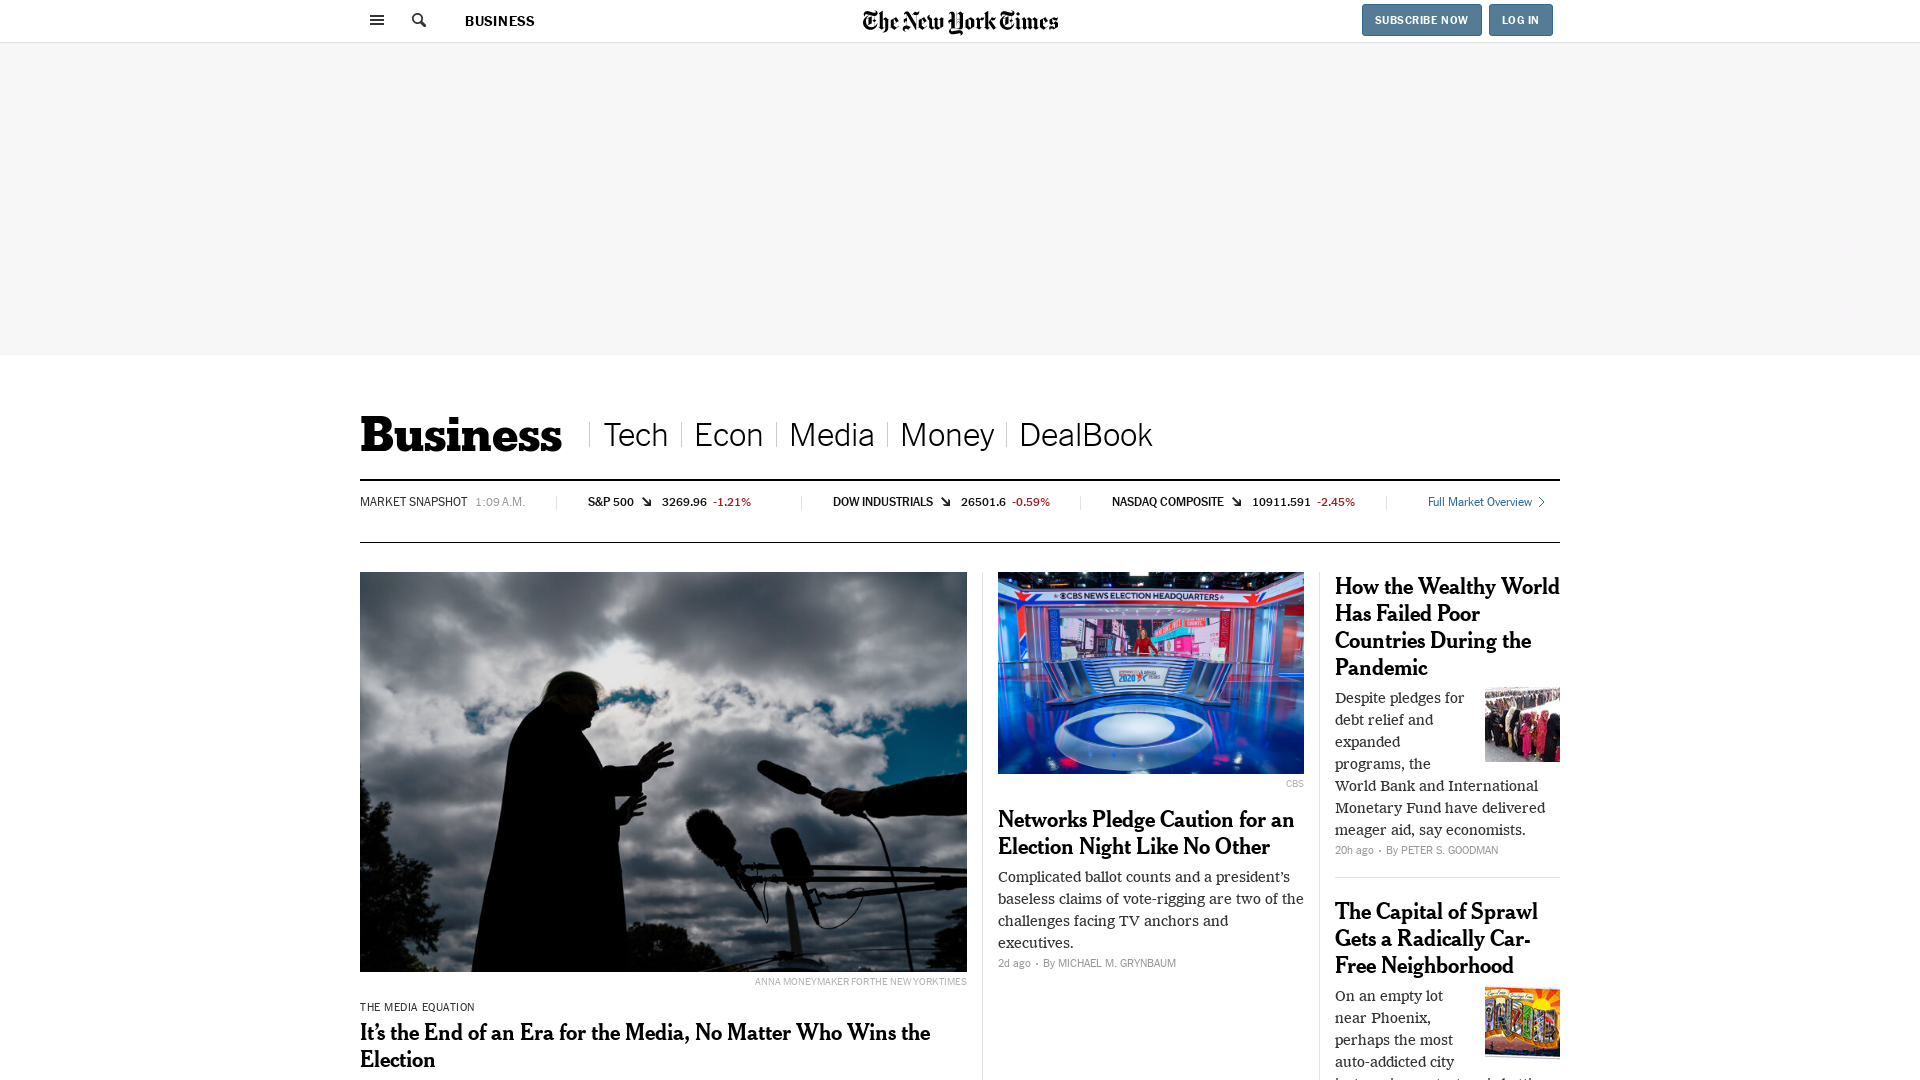 BUSINESS
The New York Times
SUBSCRIBE NOW
LOG IN
Business
Tech
Econ
Media
Money
DealBook
MARKET SNAPSHOT 1:09 A.M.
S&P 500 3269.96 -1.21%
DOW INDUSTRIALS 26501.6 -0.59%
NASDAQ COMPOSITE 10911.591 -2.45%
Full Market Overview
ANNA MONEYMAKER FOR THE NEW YORK TIMES
THE MEDIA EQUATION
It’s the End of an Era for the Media, No Matter Who Wins the
Election
CBS NEWS ELECTION HEADQUARTERS
2020
CBS
Networks Pledge Caution for an
Election Night Like No Other
Complicated ballot counts and a president’s
baseless claims of vote-rigging are two of the
challenges facing TV anchors and
executives.
2d ago • By MICHAEL M. GRYNBAUM
How the Wealthy World
Has Failed Poor
Countries During the
Pandemic
Despite pledges for
debt relief and
expanded
programs, the
World Bank and International
Monetary Fund have delivered
meager aid, say economists.
20h ago • By PETER S. GOODMAN
The Capital of Sprawl
Gets a Radically Car-
Free Neighborhood
On an empty lot
near Phoenix,
perhaps the most
auto-addicted city